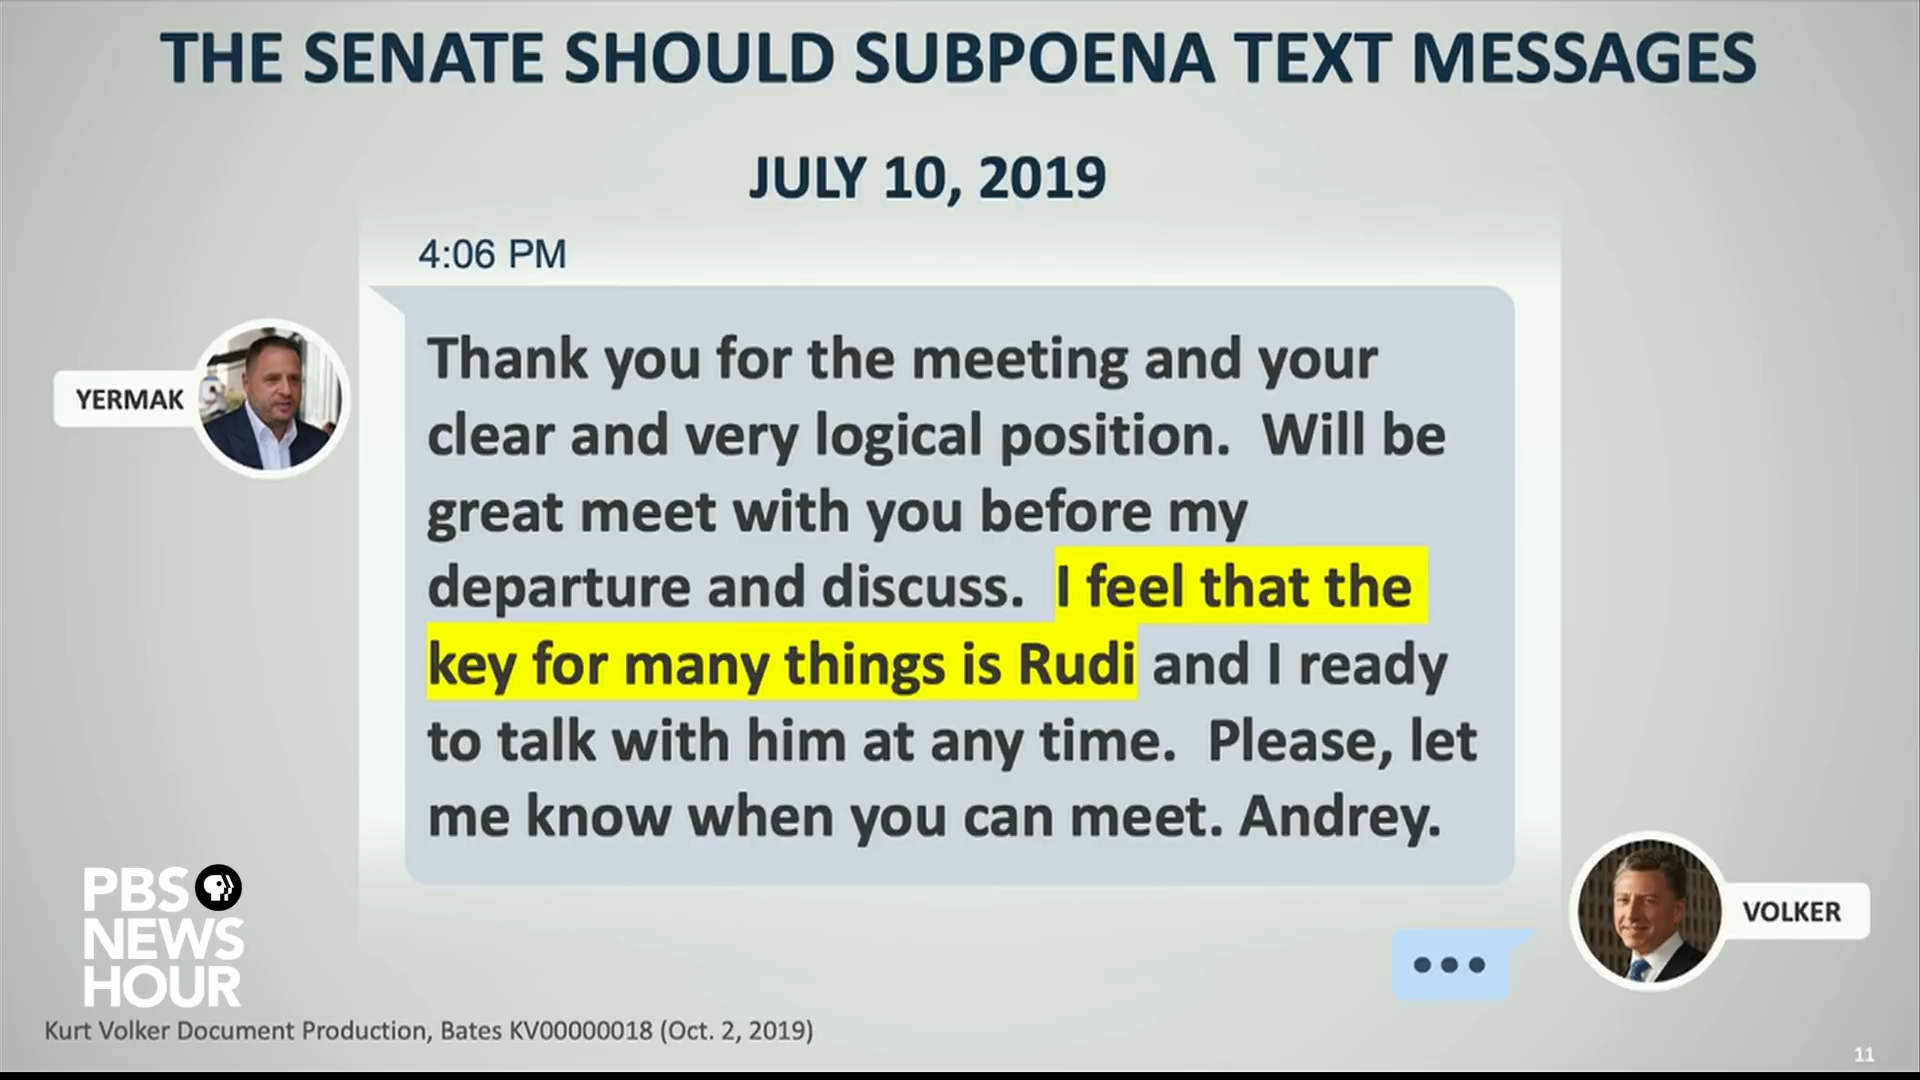 THE SENATE SHOULD SUBPOENA TEXT MESSAGES
JULY 10, 2019
4:06 PM
YERMAK
Thank you for the meeting and your
clear and very logical position.  Will be
great meet with you before my
departure and discuss.  I feel that the
key for many things is Rudi and I ready
to talk with him at any time.  Please, let
me know when you can meet. Andrey.
VOLKER
PBS
NEWS
HOUR
Kurt Volker Document Production, Bates KV00000018 (Oct. 2, 2019)
11